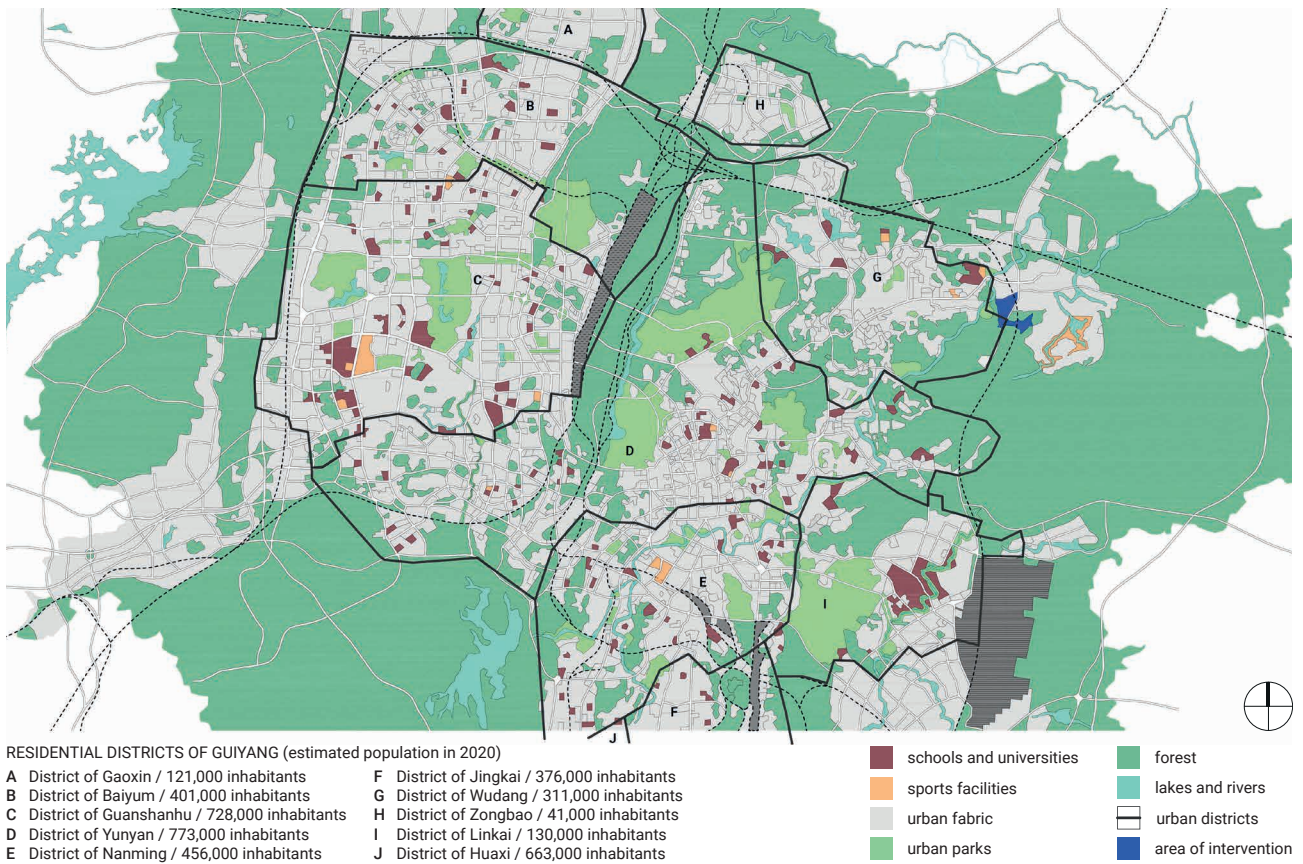 A
B
H
C
G
D
E
I
F
J
RESIDENTIAL DISTRICTS OF GUIYANG (estimated population in 2020)
A District of Gaoxin / 121,000 inhabitants
B District of Baiyum / 401,000 inhabitants
C District of Guanshanhu / 728,000 inhabitants
D District of Yunyan / 773,000 inhabitants
E District of Nanming / 456,000 inhabitants
F District of Jingkai / 376,000 inhabitants
G District of Wudang / 311,000 inhabitants
H District of Zongbao / 41,000 inhabitants
I District of Linkai / 130,000 inhabitants
J District of Huaxi / 663,000 inhabitants
schools and universities
sports facilities
urban fabric
urban parks
forest
lakes and rivers
urban districts
area of intervention